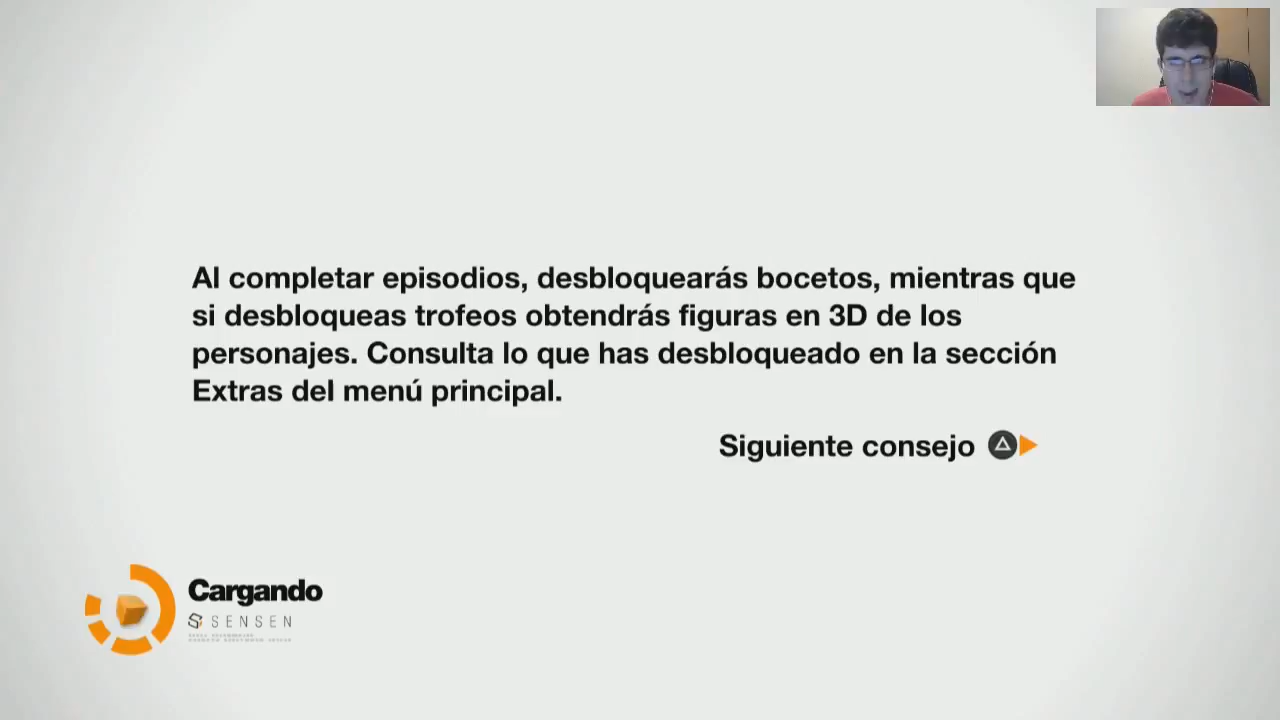 Al completar episodios, desbloquearás bocetos, mientras que
si desbloqueas trofeos obtendrás figuras en 3D de los
personajes. Consulta lo que has desbloqueado en la sección
Extras del menú principal.
Siguiente consejo
Cargando
SENSEN